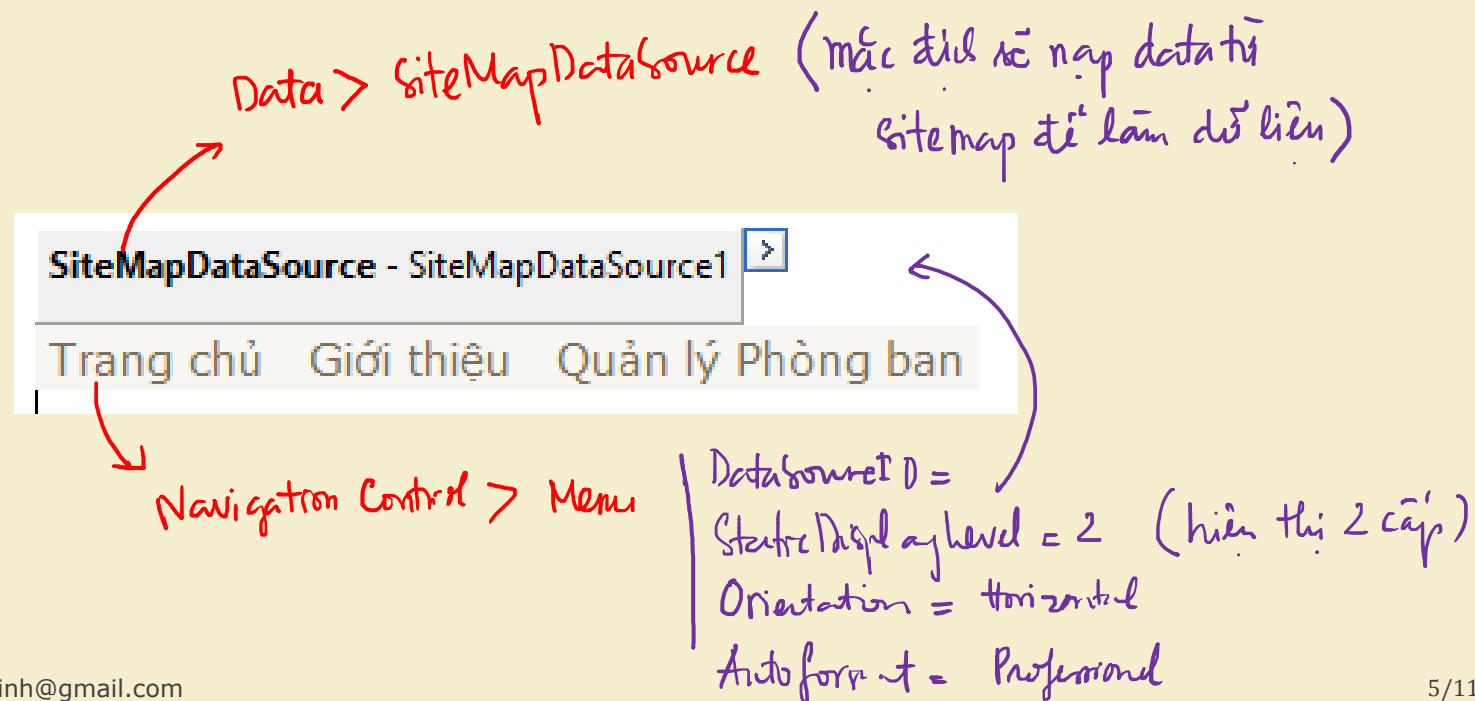 Data > SiteMapDataSource (mặc định sẽ nạp data từ
sitemap để làm dữ liệu)
SiteMapDataSource - SiteMapDataSource1
Trang chủ Giới thiệu Quản lý Phòng ban
Navigation Control > Menu
DataSourceID =
StaticDisplayLevel = 2 (hiện thị 2 cấp)
Orientation = Horizontal
Autoformat = Professional
inh@gmail.com
5/11